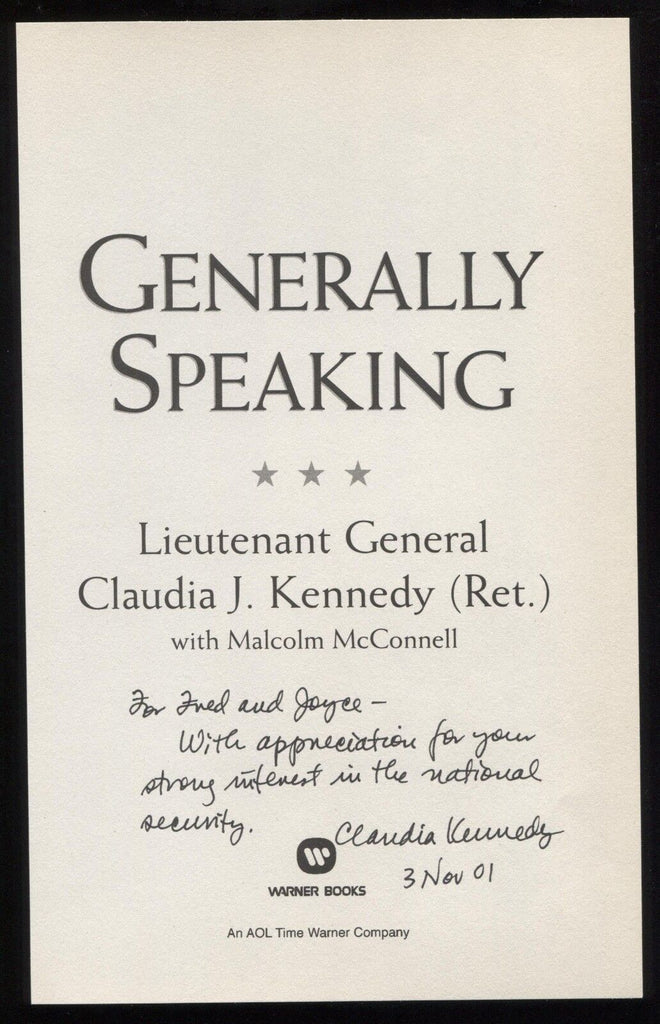 GENERALLY
SPEAKING
★ ★ ★
Lieutenant General
Claudia J. Kennedy (Ret.)
with Malcolm McConnell
For Fred and Joyce –
With appreciation for your
strong interest in the national
security.
Claudia Kennedy
3 Nov 01
WARNER BOOKS
An AOL Time Warner Company